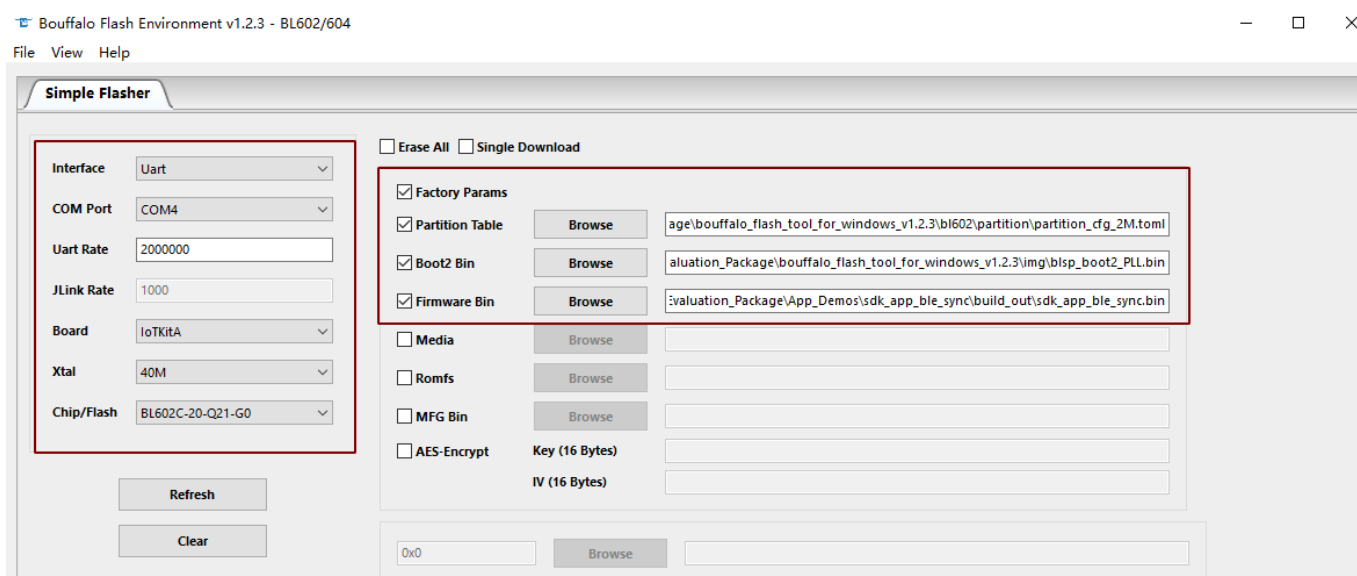 Bouffalo Flash Environment v1.2.3 - BL602/604
File View Help
Simple Flasher
Interface Uart
COM Port COM4
Uart Rate 2000000
JLink Rate 1000
Board IoTKitA
Xtal 40M
Chip/Flash BL602C-20-Q21-G0
Refresh
Clear
Erase All Single Download
Factory Params
Partition Table Browse age\bouffalo_flash_tool_for_windows_v1.2.3\bl602\partition\partition_cfg_2M.toml
Boot2 Bin Browse aluation_Package\bouffalo_flash_tool_for_windows_v1.2.3\img\blsp_boot2_PLL.bin
Firmware Bin Browse Evaluation_Package\App_Demos\sdk_app_ble_sync\build_out\sdk_app_ble_sync.bin
Media Browse
Romfs Browse
MFG Bin Browse
AES-Encrypt Key (16 Bytes)
IV (16 Bytes)
0x0 Browse